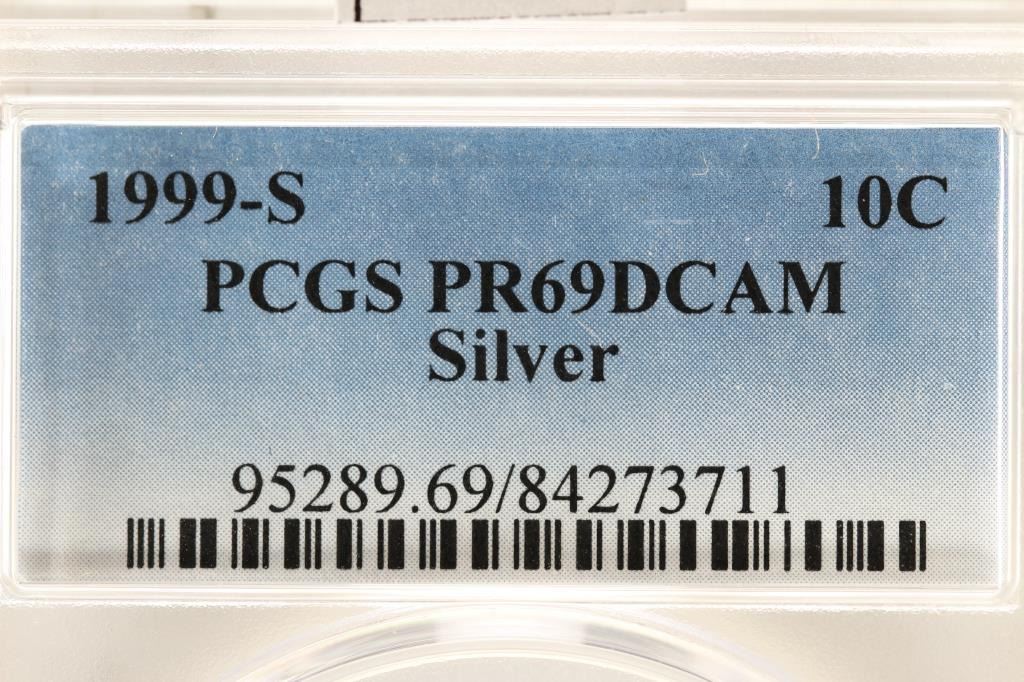 1999-S 10C
PCGS PR69DCAM
Silver
95289.69/84273711